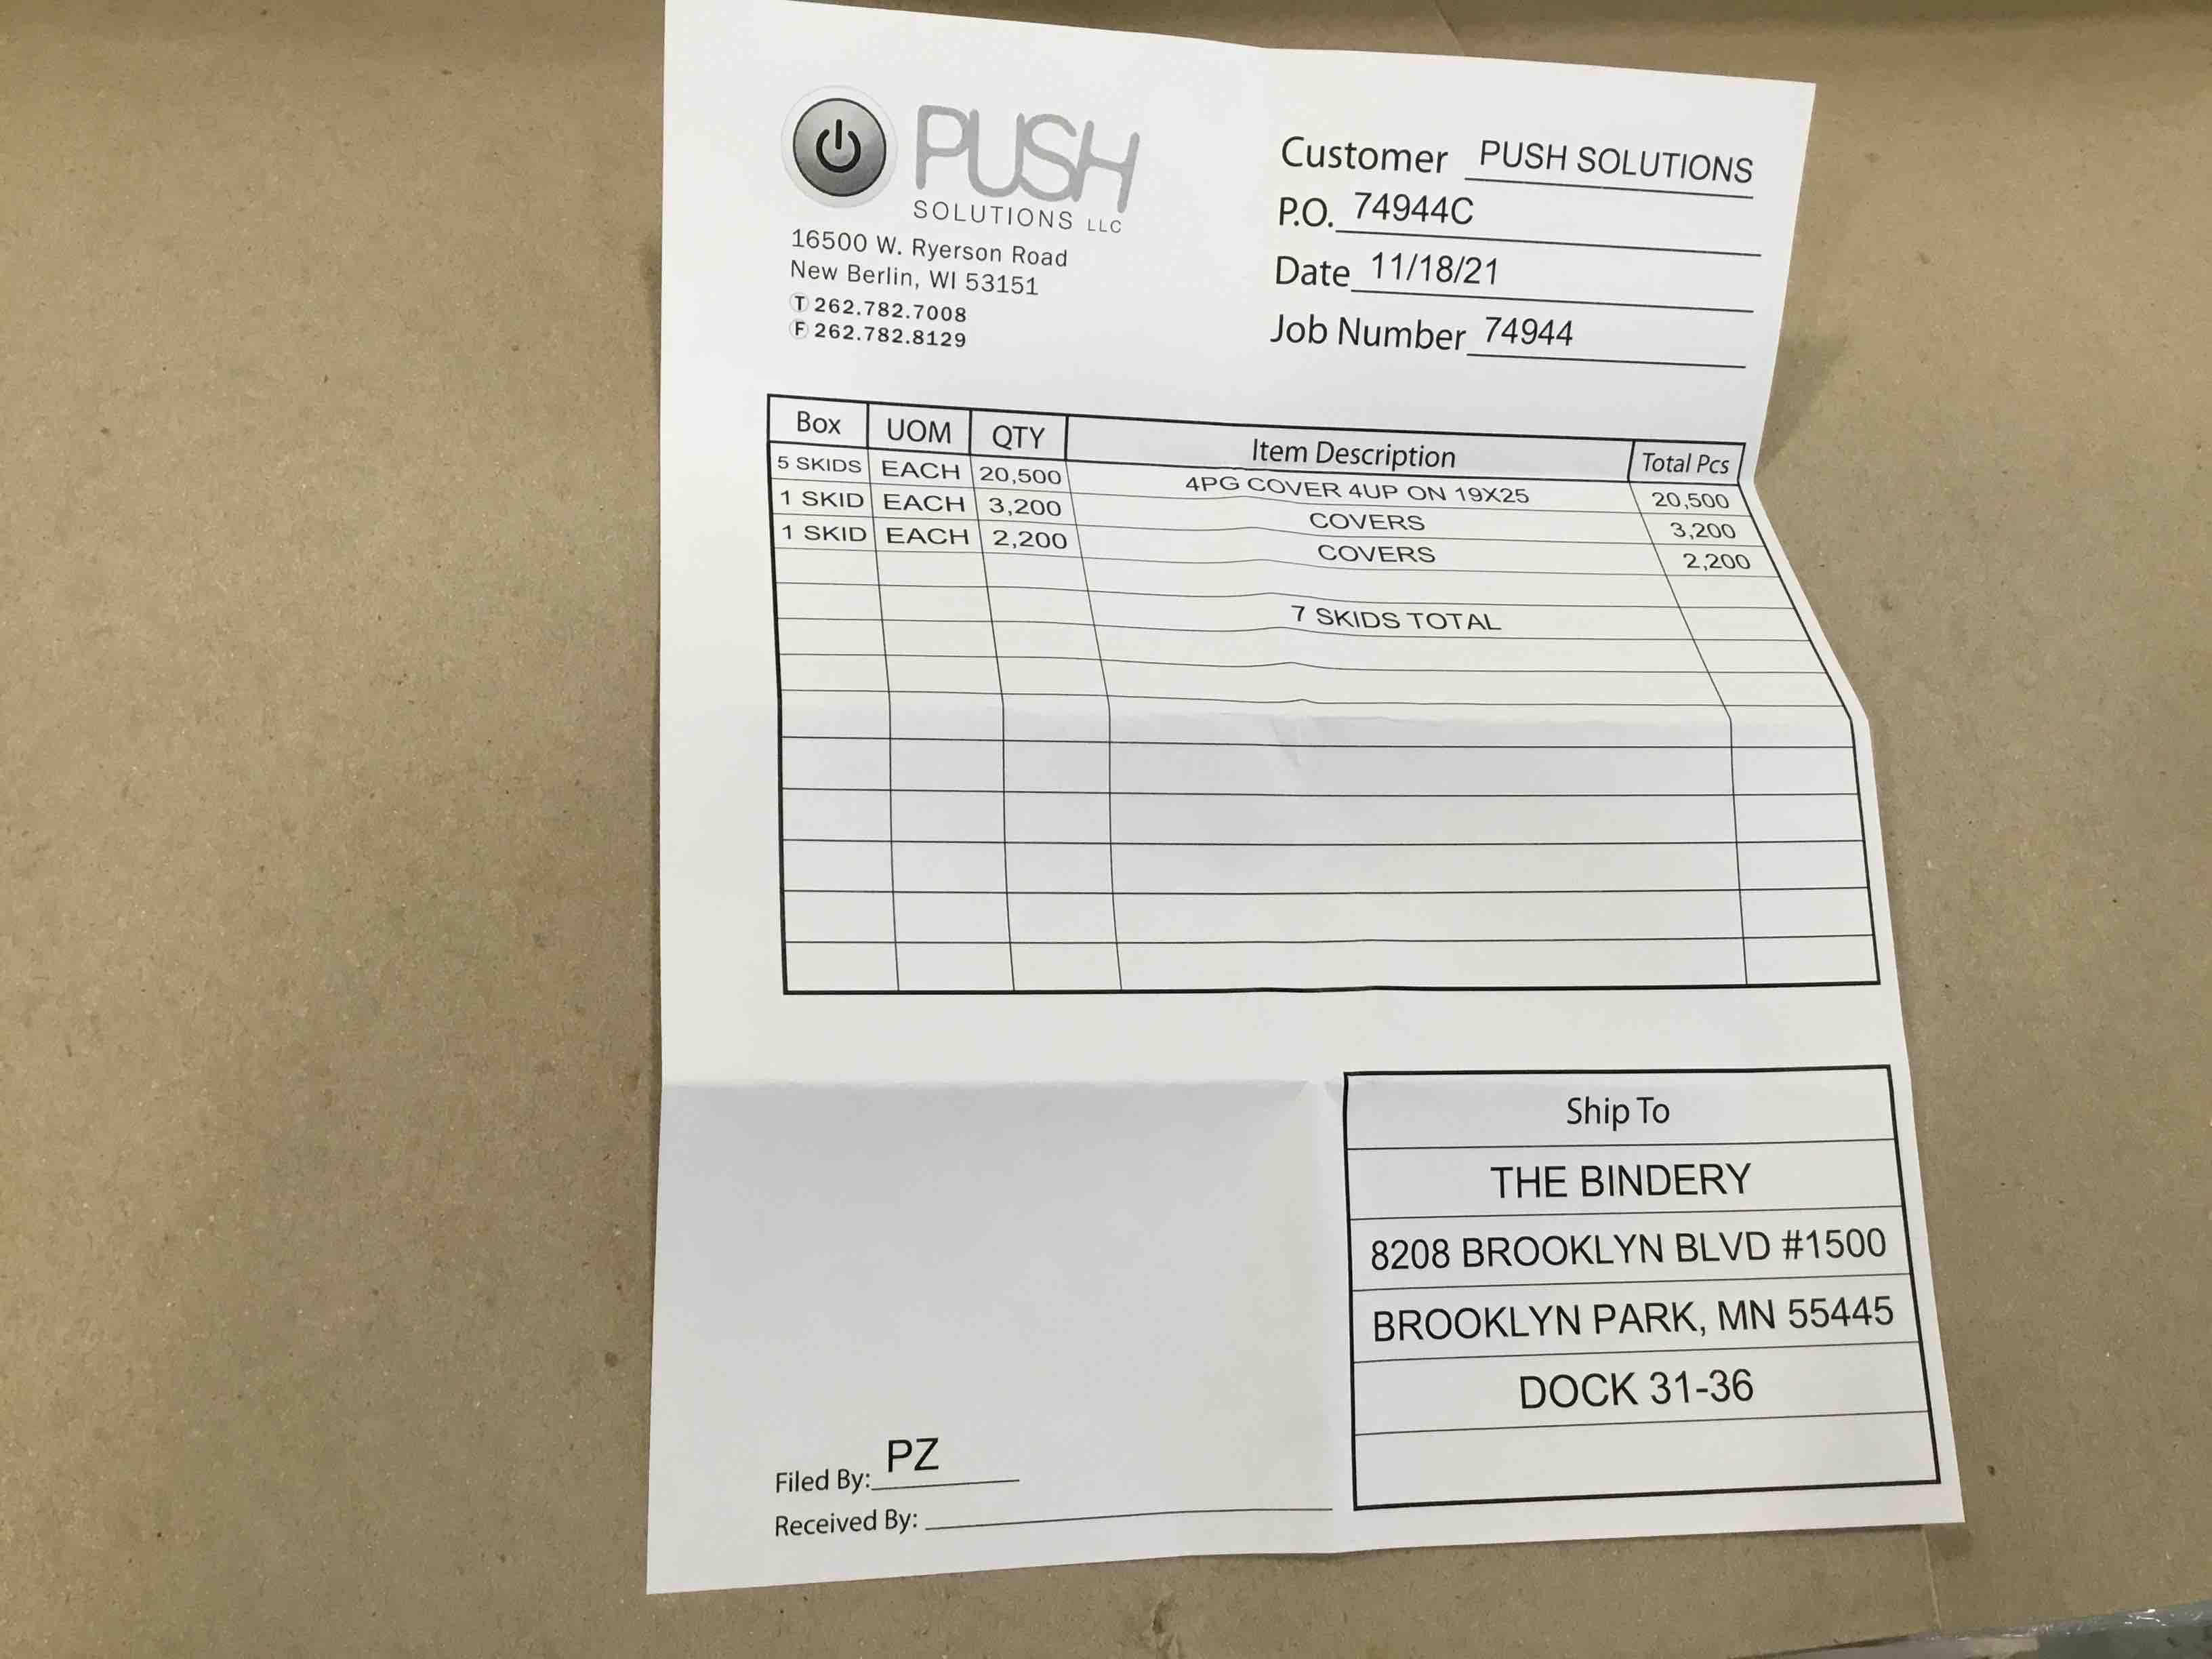 PUSH
SOLUTIONS LLC
16500 W. Ryerson Road
New Berlin, WI 53151
T 262.782.7008
F 262.782.8129
Customer PUSH SOLUTIONS
P.O. 74944C
Date 11/18/21
Job Number 74944
Box UOM QTY Item Description Total Pcs
5 SKIDS EACH 20,500 4PG COVER 4UP ON 19X25 20,500
1 SKID EACH 3,200 COVERS 3,200
1 SKID EACH 2,200 COVERS 2,200
7 SKIDS TOTAL
Ship To
THE BINDERY
8208 BROOKLYN BLVD #1500
BROOKLYN PARK, MN 55445
DOCK 31-36
Filed By: PZ
Received By: